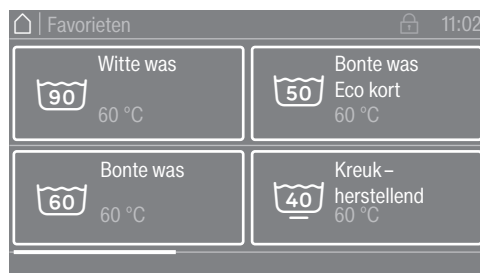 Favorieten 11:02
Witte was
90
60 °C
Bonte was
Eco kort
50
60 °C
Bonte was
60
60 °C
Kreuk–
herstellend
40
60 °C